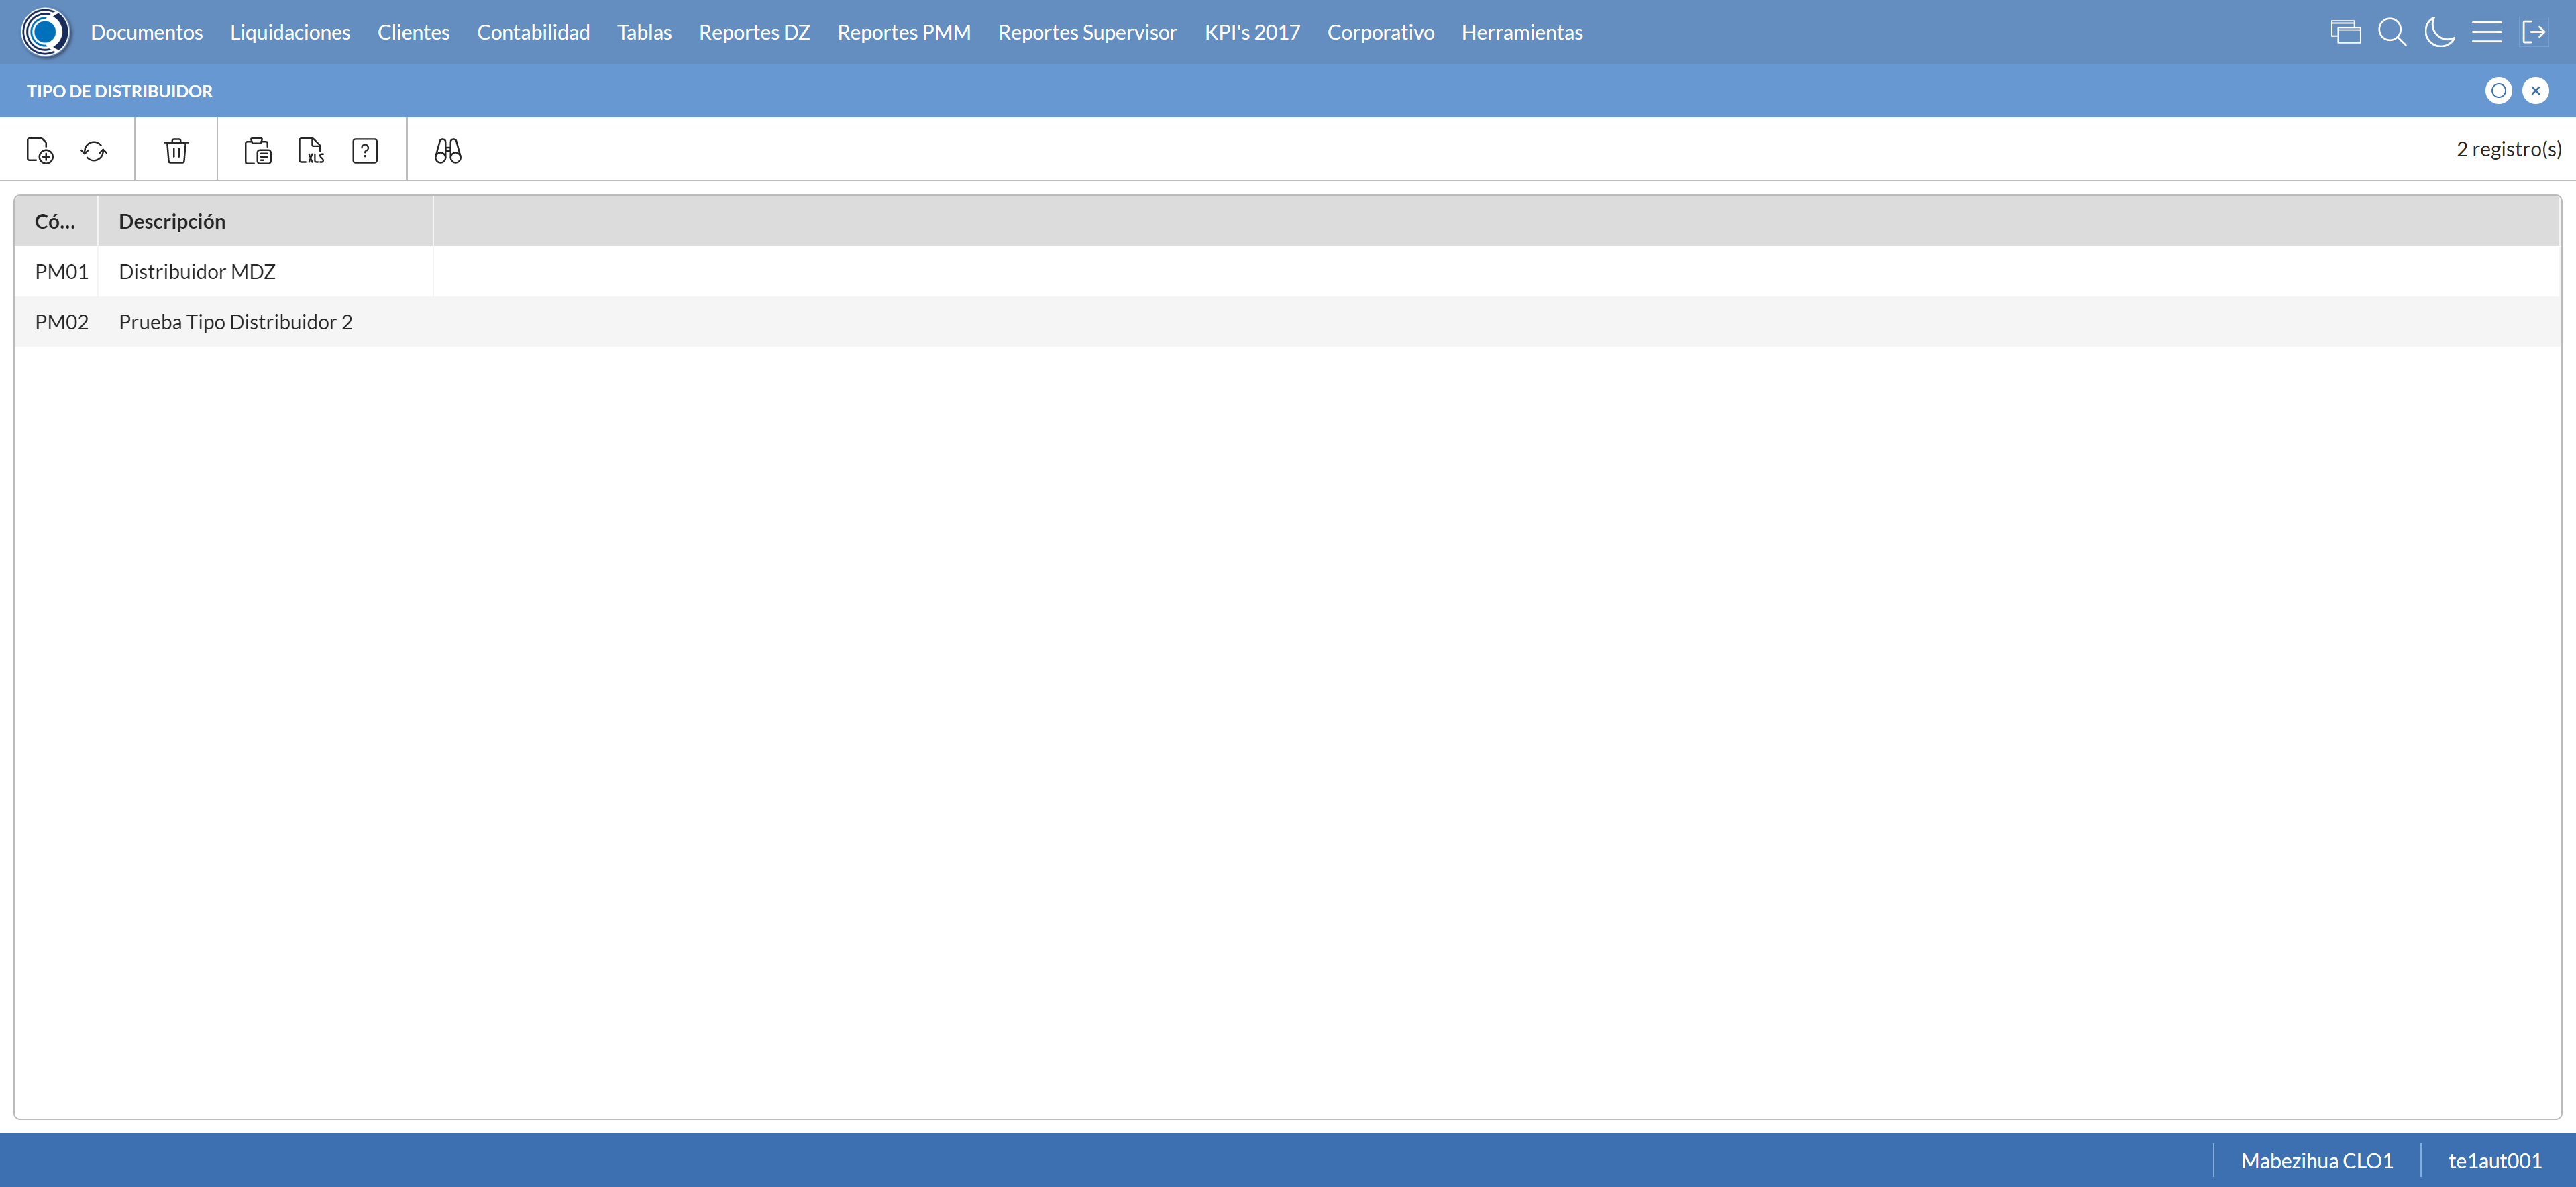 Documentos Liquidaciones Clientes Contabilidad Tablas Reportes DZ Reportes PMM Reportes Supervisor KPI's 2017 Corporativo Herramientas
TIPO DE DISTRIBUIDOR
XLS ? 2 registro(s)
Có... Descripción
PM01 Distribuidor MDZ
PM02 Prueba Tipo Distribuidor 2
Mabezihua CLO1 te1aut001